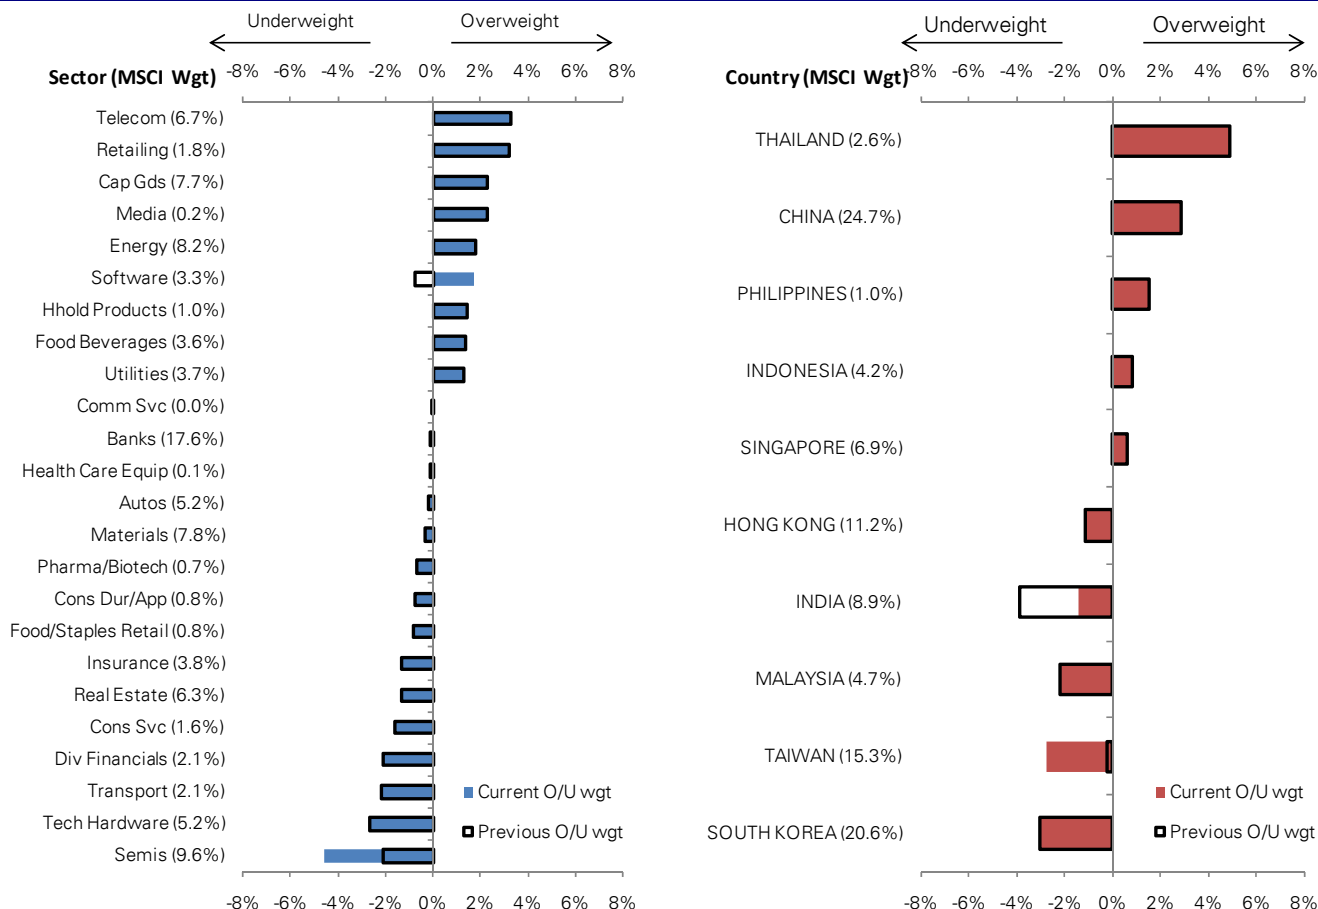 Underweight
Overweight
Sector (MSCI Wgt)
-8% -6% -4% -2% 0% 2% 4% 6% 8%
Telecom (6.7%)
Retailing (1.8%)
Cap Gds (7.7%)
Media (0.2%)
Energy (8.2%)
Software (3.3%)
Hhold Products (1.0%)
Food Beverages (3.6%)
Utilities (3.7%)
Comm Svc (0.0%)
Banks (17.6%)
Health Care Equip (0.1%)
Autos (5.2%)
Materials (7.8%)
Pharma/Biotech (0.7%)
Cons Dur/App (0.8%)
Food/Staples Retail (0.8%)
Insurance (3.8%)
Real Estate (6.3%)
Cons Svc (1.6%)
Div Financials (2.1%)
Transport (2.1%)
Tech Hardware (5.2%)
Semis (9.6%)
Current O/U wgt
Previous O/U wgt
-8% -6% -4% -2% 0% 2% 4% 6% 8%
Underweight
Overweight
Country (MSCI Wgt)
-8% -6% -4% -2% 0% 2% 4% 6% 8%
THAILAND (2.6%)
CHINA (24.7%)
PHILIPPINES (1.0%)
INDONESIA (4.2%)
SINGAPORE (6.9%)
HONG KONG (11.2%)
INDIA (8.9%)
MALAYSIA (4.7%)
TAIWAN (15.3%)
SOUTH KOREA (20.6%)
Current O/U wgt
Previous O/U wgt
-8% -6% -4% -2% 0% 2% 4% 6% 8%